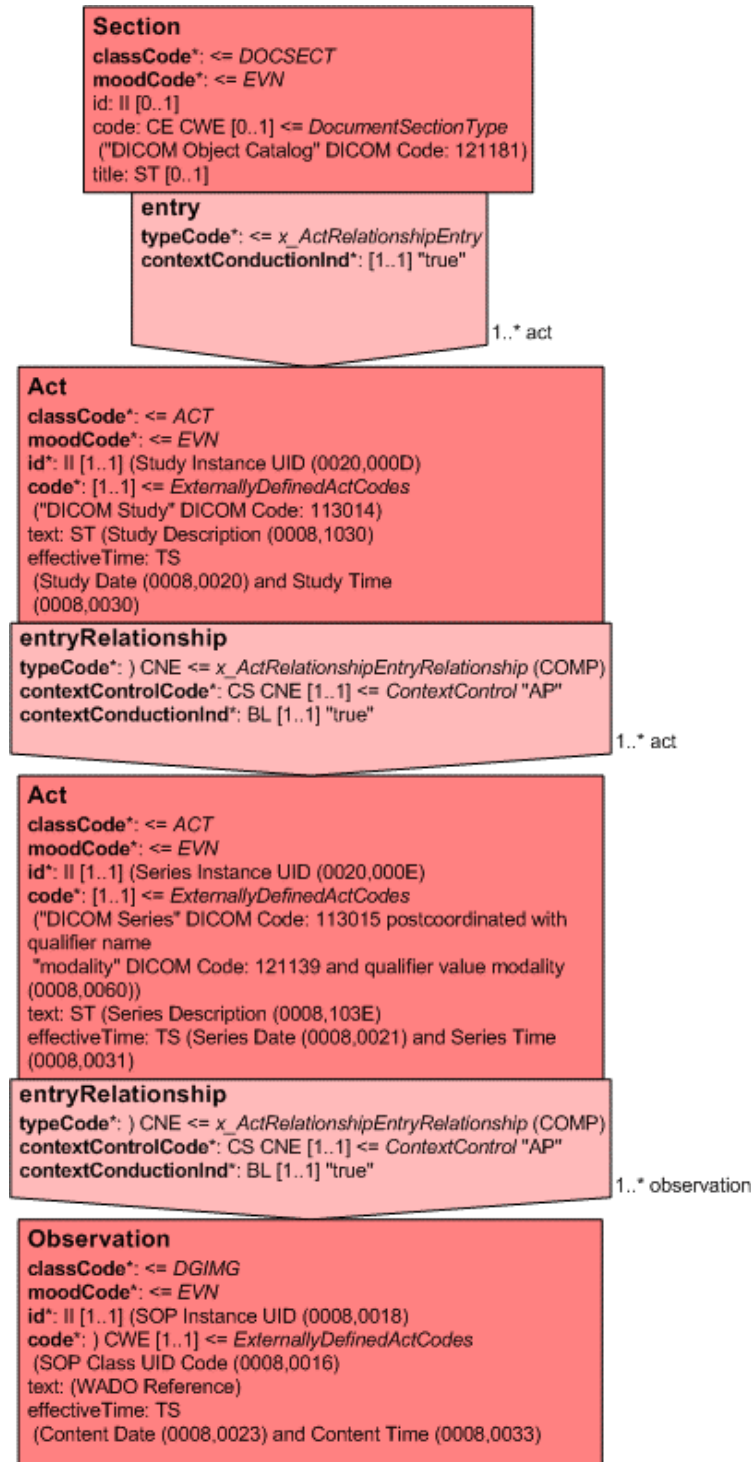 Section
classCode*: <= DOCSECT
moodCode*: <= EVN
id: II [0..1]
code: CE CWE [0..1] <= DocumentSectionType
("DICOM Object Catalog" DICOM Code: 121181)
title: ST [0..1]
entry
typeCode*: <= x_ActRelationshipEntry
contextConductionInd*: [1..1] "true"
1..* act
Act
classCode*: <= ACT
moodCode*: <= EVN
id*: II [1..1] (Study Instance UID (0020,000D)
code*: [1..1] <= ExternallyDefinedActCodes
("DICOM Study" DICOM Code: 113014)
text: ST (Study Description (0008,1030)
effectiveTime: TS
(Study Date (0008,0020) and Study Time
(0008,0030)
entryRelationship
typeCode*: ) CNE <= x_ActRelationshipEntryRelationship (COMP)
contextControlCode*: CS CNE [1..1] <= ContextControl "AP"
contextConductionInd*: BL [1..1] "true"
1..* act
Act
classCode*: <= ACT
moodCode*: <= EVN
id*: II [1..1] (Series Instance UID (0020,000E)
code*: [1..1] <= ExternallyDefinedActCodes
("DICOM Series" DICOM Code: 113015 postcoordinated with
qualifier name
"modality" DICOM Code: 121139 and qualifier value modality
(0008,0060))
text: ST (Series Description (0008,103E)
effectiveTime: TS (Series Date (0008,0021) and Series Time
(0008,0031)
entryRelationship
typeCode*: ) CNE <= x_ActRelationshipEntryRelationship (COMP)
contextControlCode*: CS CNE [1..1] <= ContextControl "AP"
contextConductionInd*: BL [1..1] "true"
1..* observation
Observation
classCode*: <= DGIMG
moodCode*: <= EVN
id*: II [1..1] (SOP Instance UID (0008,0018)
code*: ) CWE [1..1] <= ExternallyDefinedActCodes
(SOP Class UID Code (0008,0016)
text: (WADO Reference)
effectiveTime: TS
(Content Date (0008,0023) and Content Time (0008,0033)